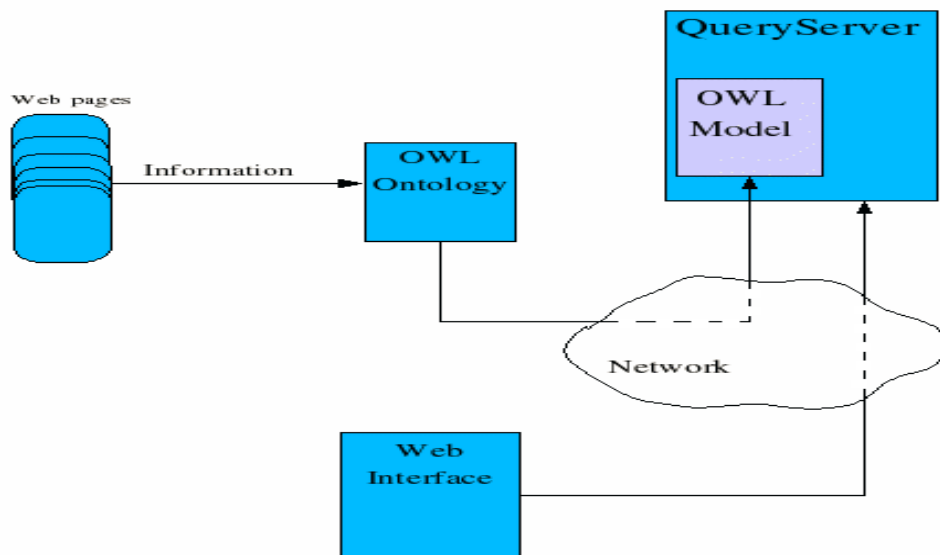 QueryServer
OWL
Model
Web pages
Information
OWL
Ontology
Network
Web
Interface